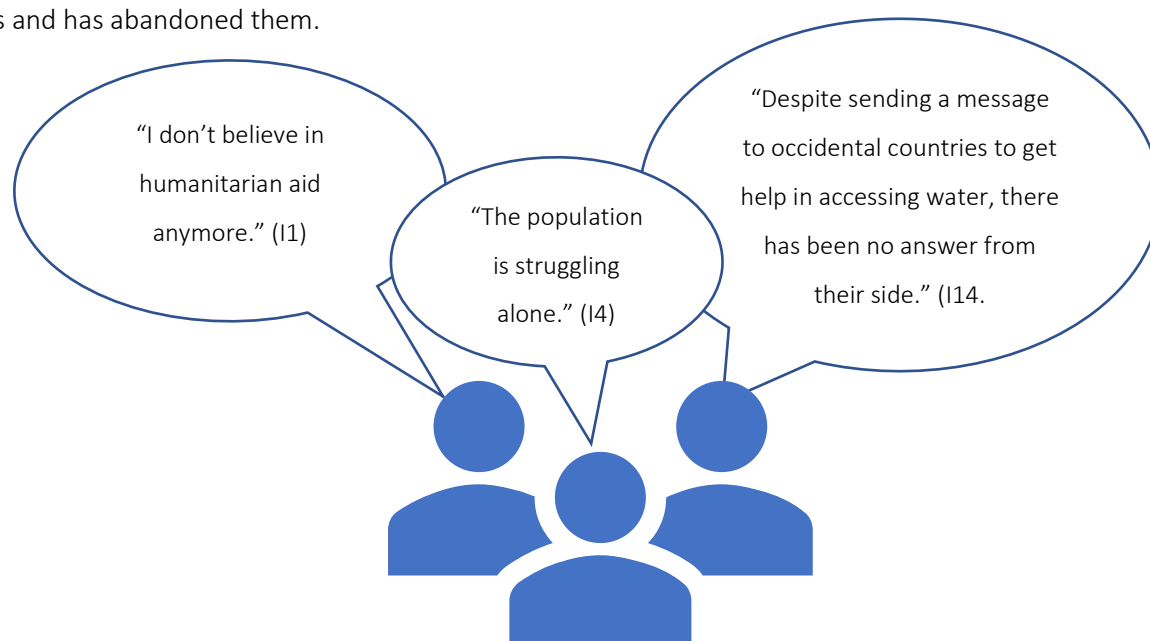 s and has abandoned them.
“I don’t believe in
humanitarian aid
anymore.” (I1)
“The population
is struggling
alone.” (I4)
“Despite sending a message
to occidental countries to get
help in accessing water, there
has been no answer from
their side.” (I14.